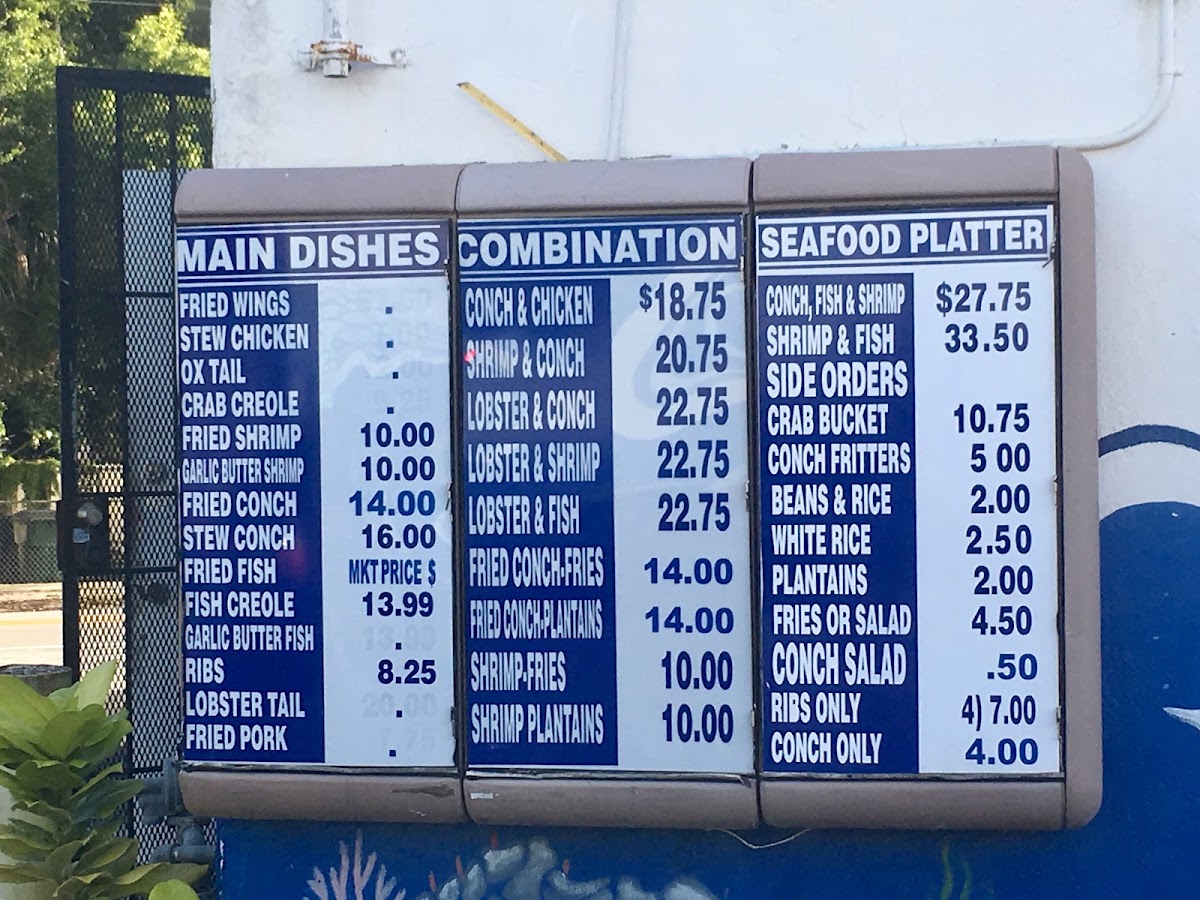 MAIN DISHES
FRIED WINGS .
STEW CHICKEN .
OX TAIL .
CRAB CREOLE .
FRIED SHRIMP 10.00
GARLIC BUTTER SHRIMP 10.00
FRIED CONCH 14.00
STEW CONCH 16.00
FRIED FISH MKT PRICE $
FISH CREOLE 13.99
GARLIC BUTTER FISH .
RIBS 8.25
LOBSTER TAIL .
FRIED PORK .
COMBINATION
CONCH & CHICKEN $18.75
SHRIMP & CONCH 20.75
LOBSTER & CONCH 22.75
LOBSTER & SHRIMP 22.75
LOBSTER & FISH 22.75
FRIED CONCH-FRIES 14.00
FRIED CONCH-PLANTAINS 14.00
SHRIMP-FRIES 10.00
SHRIMP PLANTAINS 10.00
SEAFOOD PLATTER
CONCH, FISH & SHRIMP $27.75
SHRIMP & FISH 33.50
SIDE ORDERS
CRAB BUCKET 10.75
CONCH FRITTERS 5 00
BEANS & RICE 2.00
WHITE RICE 2.50
PLANTAINS 2.00
FRIES OR SALAD 4.50
CONCH SALAD .50
RIBS ONLY 4) 7.00
CONCH ONLY 4.00